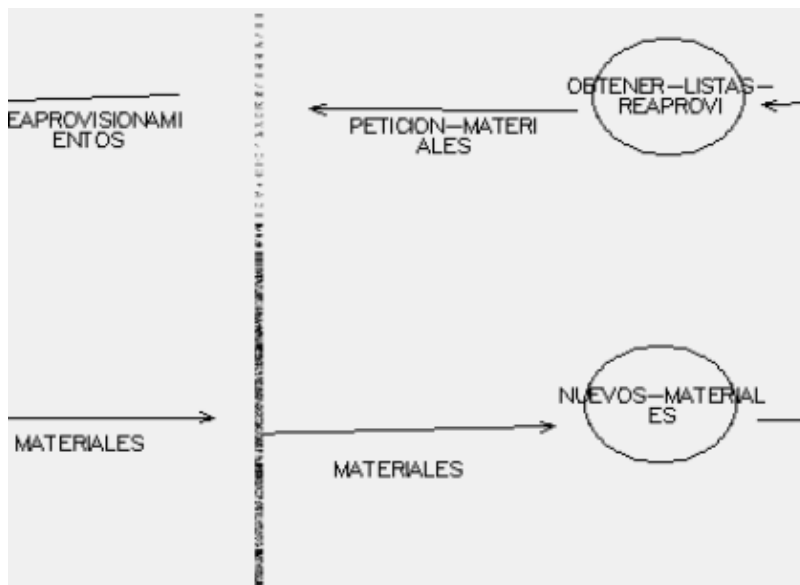 OBTENER-LISTAS-
REAPROVI
EAPROVISIONAMI
ENTOS
PETICION-MATERI
ALES
NUEVOS-MATERIAL
ES
MATERIALES
MATERIALES